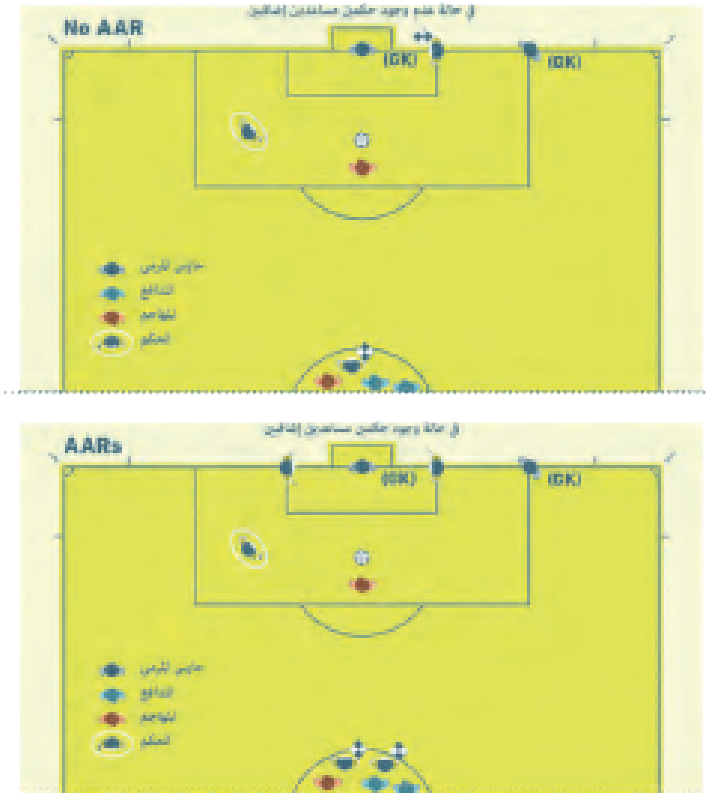 في حالة عدم وجود حكمين مساعدين إضافيين
No AAR
(GK)
(GK)
حارس المرمى
المدافع
المهاجم
الحكم
في حالة وجود حكمين مساعدين إضافيين
AARs
(GK)
(GK)
حارس المرمى
المدافع
المهاجم
الحكم